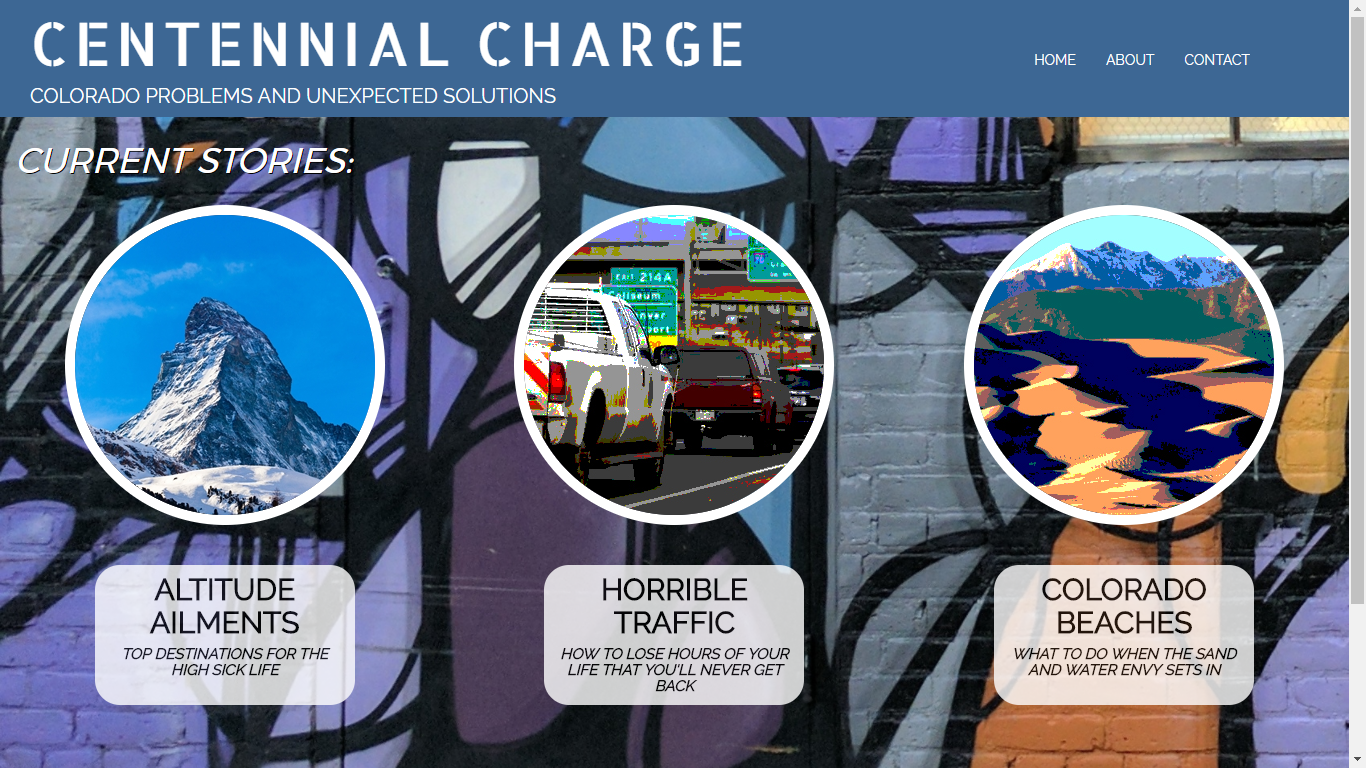 CENTENNIAL CHARGE
COLORADO PROBLEMS AND UNEXPECTED SOLUTIONS
HOME ABOUT CONTACT
CURRENT STORIES:
EXIT 214A
Coliseum
ALTITUDE
AILMENTS
TOP DESTINATIONS FOR THE
HIGH SICK LIFE
HORRIBLE
TRAFFIC
HOW TO LOSE HOURS OF YOUR
LIFE THAT YOU'LL NEVER GET
BACK
COLORADO
BEACHES
WHAT TO DO WHEN THE SAND
AND WATER ENVY SETS IN